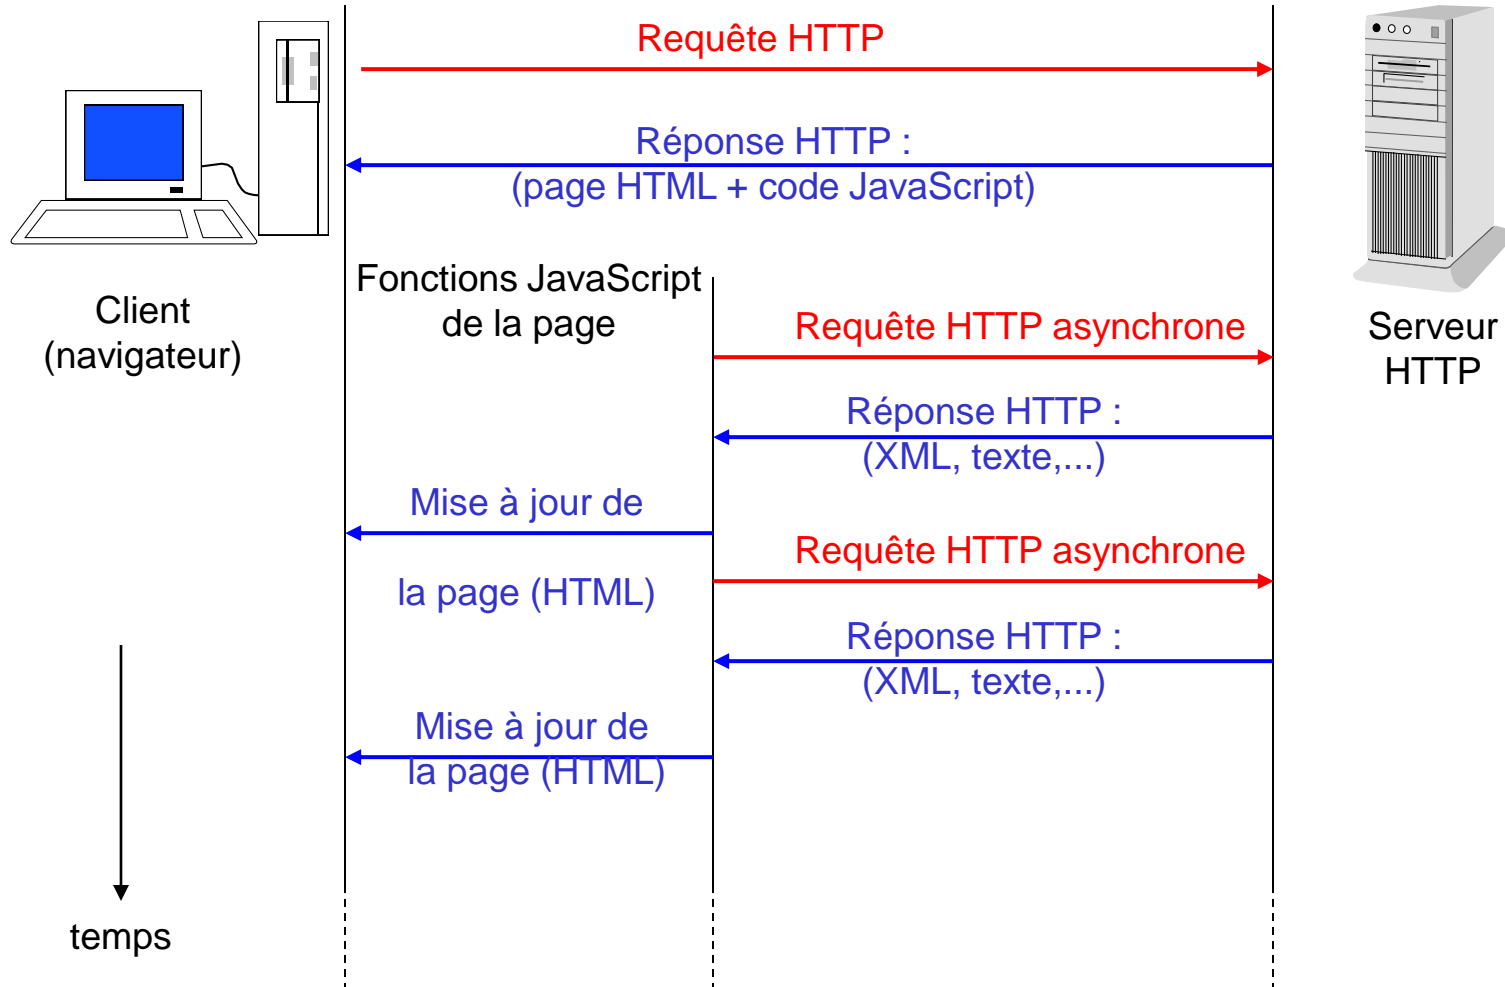 Requête HTTP
Réponse HTTP :
(page HTML + code JavaScript)
Client
(navigateur)
Fonctions JavaScript
de la page
Requête HTTP asynchrone
Serveur
HTTP
Réponse HTTP :
(XML, texte,...)
Mise à jour de
la page (HTML)
Requête HTTP asynchrone
Réponse HTTP :
(XML, texte,...)
Mise à jour de
la page (HTML)
temps